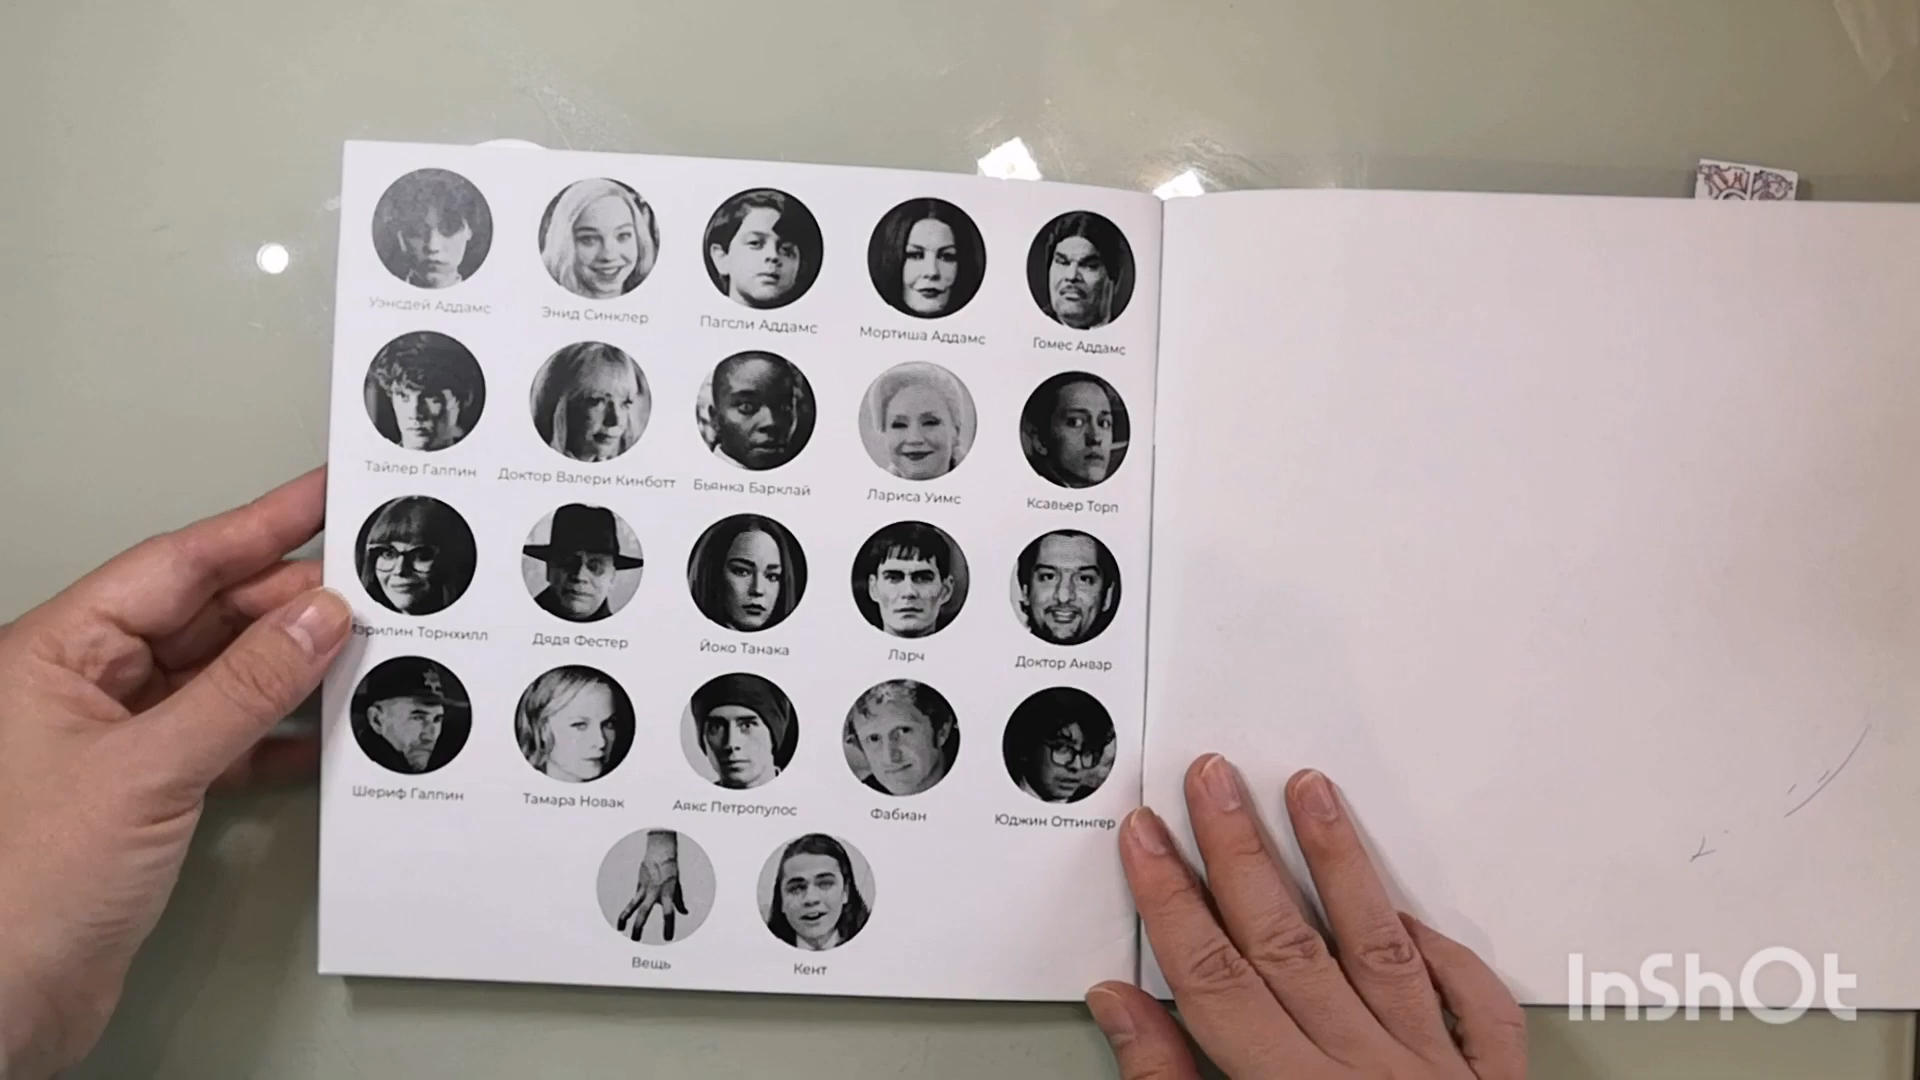 Уэнсдей Аддамс
Энид Синклер
Пагсли Аддамс
Мортиша Аддамс
Гомес Аддамс
Тайлер Галпин
Доктор Валери Кинботт
Бьянка Барклай
Лариса Уимс
Ксавьер Торп
эрилин Торнхилл
Дядя Фестер
Йоко Танака
Ларч
Доктор Анвар
Шериф Галпин
Тамара Новак
Аякс Петропулос
Фабиан
Юджин Оттингер
Вещь
Кент
InShOt